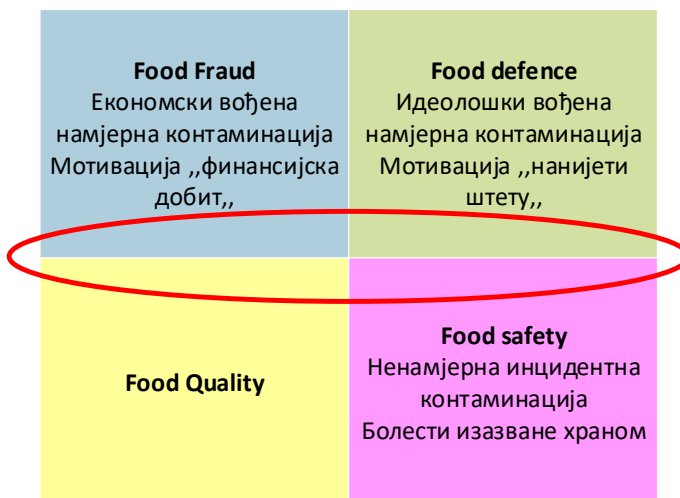 Food Fraud
Економски вођена
намјерна контаминација
Мотивација ,,финансијска
добит,,
Food defence
Идеолошки вођена
намјерна контаминација
Мотивација ,,нанијети
штету,,
Food Quality
Food safety
Ненамјерна инцидентна
контаминација
Болести изазване храном